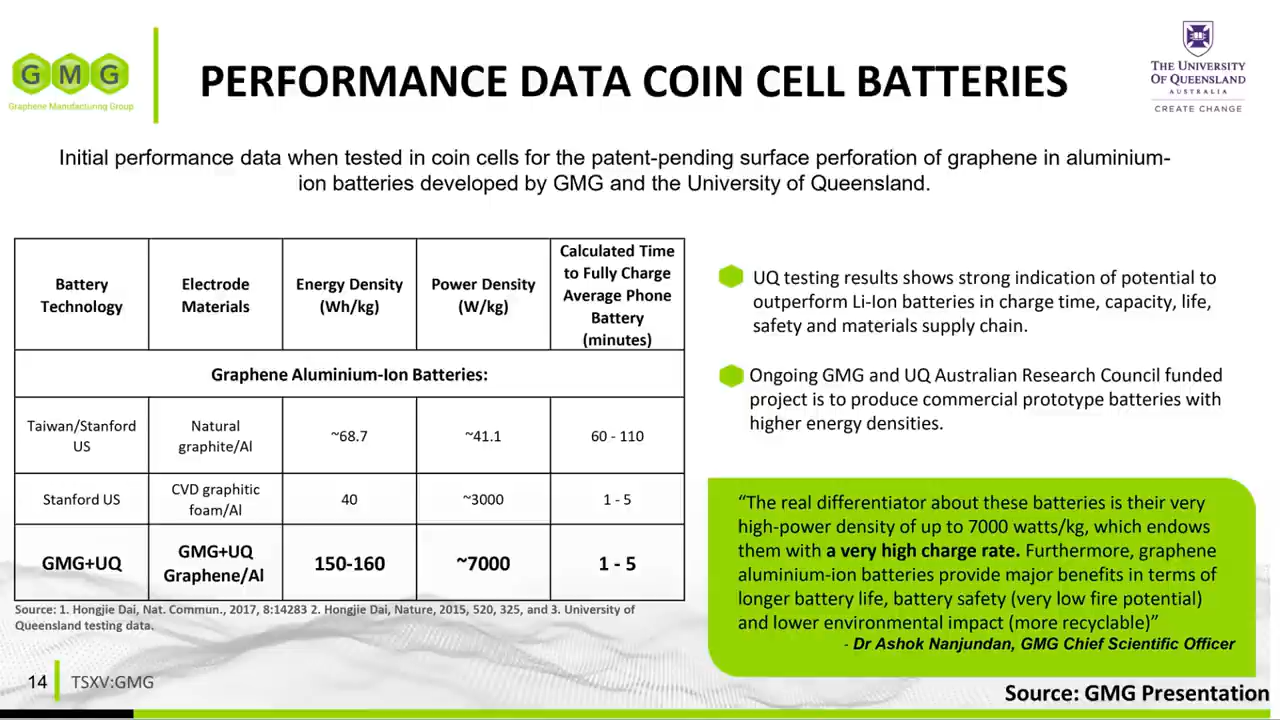 GMG
Graphene Manufacturing Group
PERFORMANCE DATA COIN CELL BATTERIES
THE UNIVERSITY
OF QUEENSLAND
AUSTRALIA
CREATE CHANGE
Initial performance data when tested in coin cells for the patent-pending surface perforation of graphene in aluminium-
ion batteries developed by GMG and the University of Queensland.
Battery
Technology
Electrode
Materials
Energy Density
(Wh/kg)
Power Density
(W/kg)
Calculated Time
to Fully Charge
Average Phone
Battery
(minutes)
Graphene Aluminium-Ion Batteries:
Taiwan/Stanford
US
Natural
graphite/Al
~68.7
~41.1
60 - 110
Stanford US
CVD graphitic
foam/Al
40
~3000
1 - 5
GMG+UQ
GMG+UQ
Graphene/Al
150-160
~7000
1 - 5
Source: 1. Hongjie Dai, Nat. Commun., 2017, 8:14283 2. Hongjie Dai, Nature, 2015, 520, 325, and 3. University of
Queensland testing data.
UQ testing results shows strong indication of potential to
outperform Li-Ion batteries in charge time, capacity, life,
safety and materials supply chain.
Ongoing GMG and UQ Australian Research Council funded
project is to produce commercial prototype batteries with
higher energy densities.
“The real differentiator about these batteries is their very
high-power density of up to 7000 watts/kg, which endows
them with a very high charge rate. Furthermore, graphene
aluminium-ion batteries provide major benefits in terms of
longer battery life, battery safety (very low fire potential)
and lower environmental impact (more recyclable)”
- Dr Ashok Nanjundan, GMG Chief Scientific Officer
14
TSXV:GMG
Source: GMG Presentation